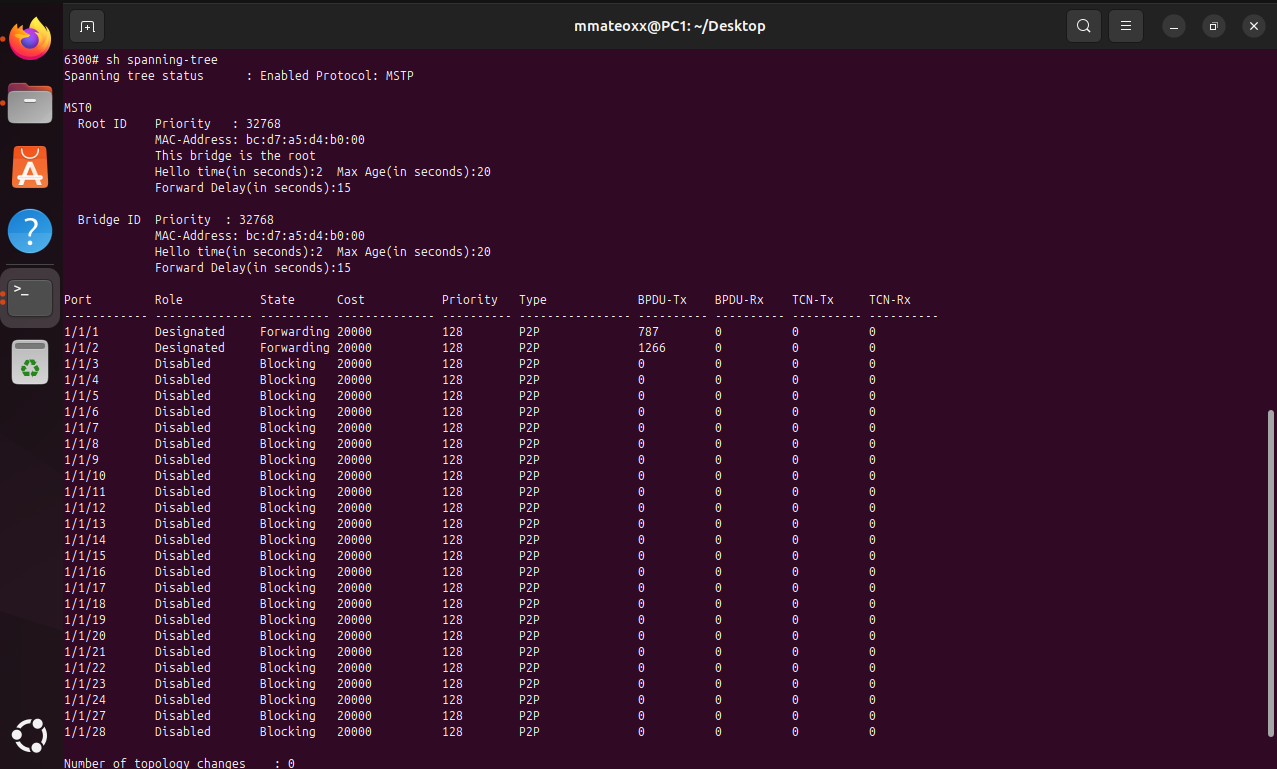 mmateoxx@PC1: ~/Desktop
6300# sh spanning-tree
Spanning tree status      : Enabled Protocol: MSTP
MST0
  Root ID    Priority   : 32768
             MAC-Address: bc:d7:a5:d4:b0:00
             This bridge is the root
             Hello time(in seconds):2  Max Age(in seconds):20
             Forward Delay(in seconds):15
  Bridge ID  Priority  : 32768
             MAC-Address: bc:d7:a5:d4:b0:00
             Hello time(in seconds):2  Max Age(in seconds):20
             Forward Delay(in seconds):15
Port         Role           State      Cost           Priority   Type             BPDU-Tx    BPDU-Rx    TCN-Tx     TCN-Rx
------------ -------------- ---------- -------------- ---------- ---------------- ---------- ---------- ---------- ----------
1/1/1        Designated     Forwarding 20000          128        P2P              787        0          0          0
1/1/2        Designated     Forwarding 20000          128        P2P              1266       0          0          0
1/1/3        Disabled       Blocking   20000          128        P2P              0          0          0          0
1/1/4        Disabled       Blocking   20000          128        P2P              0          0          0          0
1/1/5        Disabled       Blocking   20000          128        P2P              0          0          0          0
1/1/6        Disabled       Blocking   20000          128        P2P              0          0          0          0
1/1/7        Disabled       Blocking   20000          128        P2P              0          0          0          0
1/1/8        Disabled       Blocking   20000          128        P2P              0          0          0          0
1/1/9        Disabled       Blocking   20000          128        P2P              0          0          0          0
1/1/10       Disabled       Blocking   20000          128        P2P              0          0          0          0
1/1/11       Disabled       Blocking   20000          128        P2P              0          0          0          0
1/1/12       Disabled       Blocking   20000          128        P2P              0          0          0          0
1/1/13       Disabled       Blocking   20000          128        P2P              0          0          0          0
1/1/14       Disabled       Blocking   20000          128        P2P              0          0          0          0
1/1/15       Disabled       Blocking   20000          128        P2P              0          0          0          0
1/1/16       Disabled       Blocking   20000          128        P2P              0          0          0          0
1/1/17       Disabled       Blocking   20000          128        P2P              0          0          0          0
1/1/18       Disabled       Blocking   20000          128        P2P              0          0          0          0
1/1/19       Disabled       Blocking   20000          128        P2P              0          0          0          0
1/1/20       Disabled       Blocking   20000          128        P2P              0          0          0          0
1/1/21       Disabled       Blocking   20000          128        P2P              0          0          0          0
1/1/22       Disabled       Blocking   20000          128        P2P              0          0          0          0
1/1/23       Disabled       Blocking   20000          128        P2P              0          0          0          0
1/1/24       Disabled       Blocking   20000          128        P2P              0          0          0          0
1/1/27       Disabled       Blocking   20000          128        P2P              0          0          0          0
1/1/28       Disabled       Blocking   20000          128        P2P              0          0          0          0
Number of topology changes    : 0